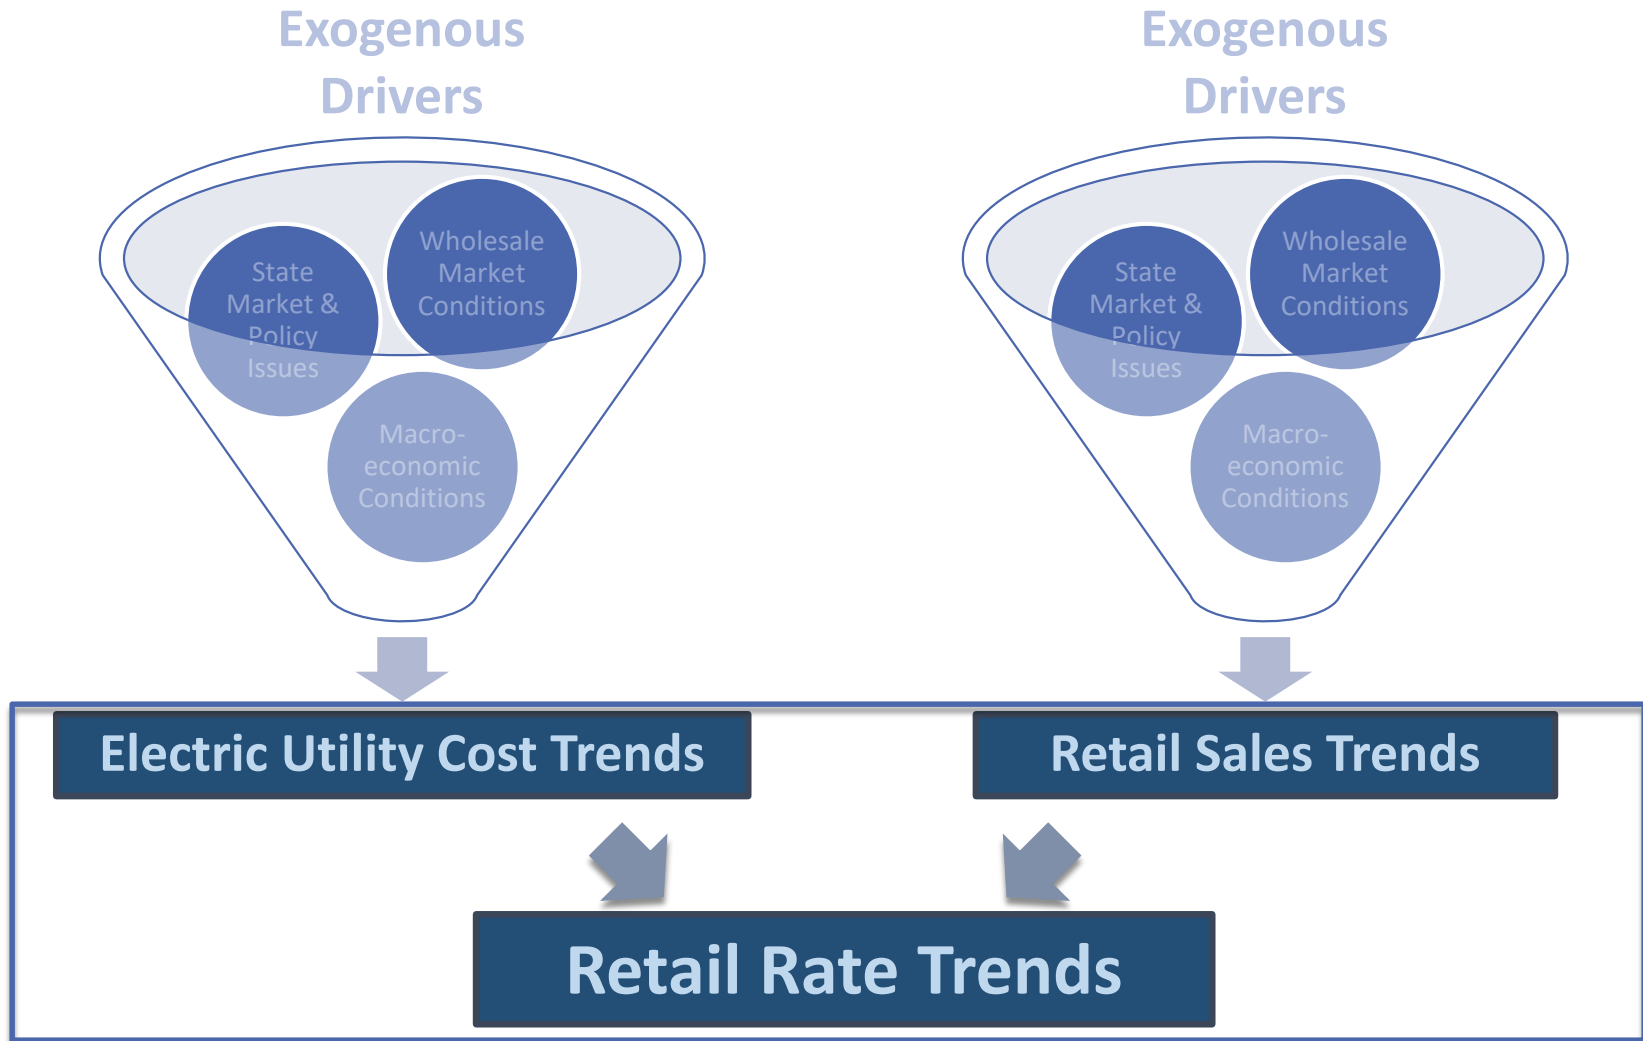 Exogenous
Drivers
State
Market &
Policy
Issues
Wholesale
Market
Conditions
Macro-
economic
Conditions
Exogenous
Drivers
State
Market &
Policy
Issues
Wholesale
Market
Conditions
Macro-
economic
Conditions
Electric Utility Cost Trends
Retail Sales Trends
Retail Rate Trends